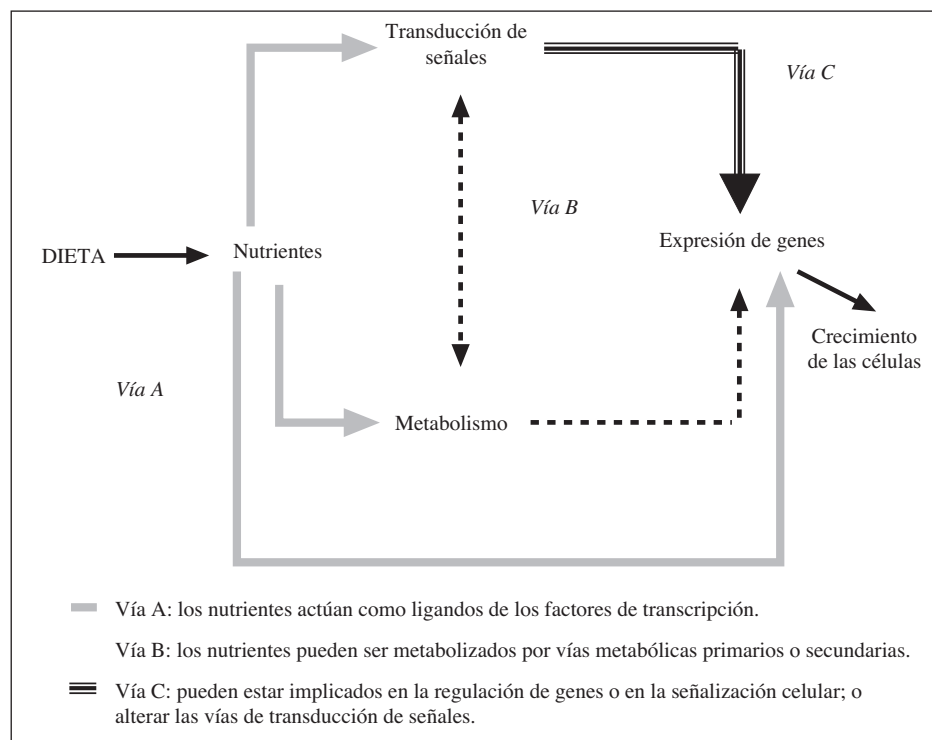 Transducción de
señales
Vía C
Vía B
DIETA
Nutrientes
Expresión de genes
Crecimiento
de las células
Vía A
Metabolismo
Vía A: los nutrientes actúan como ligandos de los factores de transcripción.
Vía B: los nutrientes pueden ser metabolizados por vías metabólicas primarios o secundarias.
Vía C: pueden estar implicados en la regulación de genes o en la señalización celular; o
alterar las vías de transducción de señales.